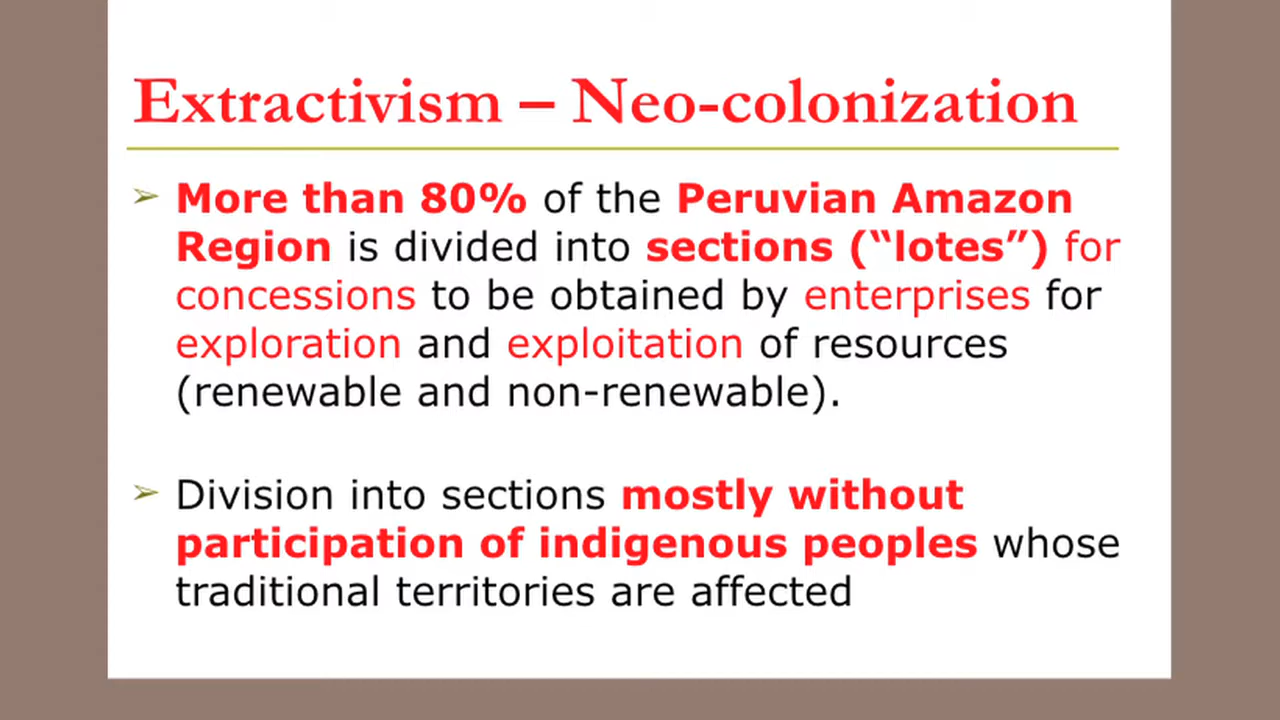 Extractivism – Neo-colonization
➢ More than 80% of the Peruvian Amazon
Region is divided into sections (“lotes”) for
concessions to be obtained by enterprises for
exploration and exploitation of resources
(renewable and non-renewable).
➢ Division into sections mostly without
participation of indigenous peoples whose
traditional territories are affected